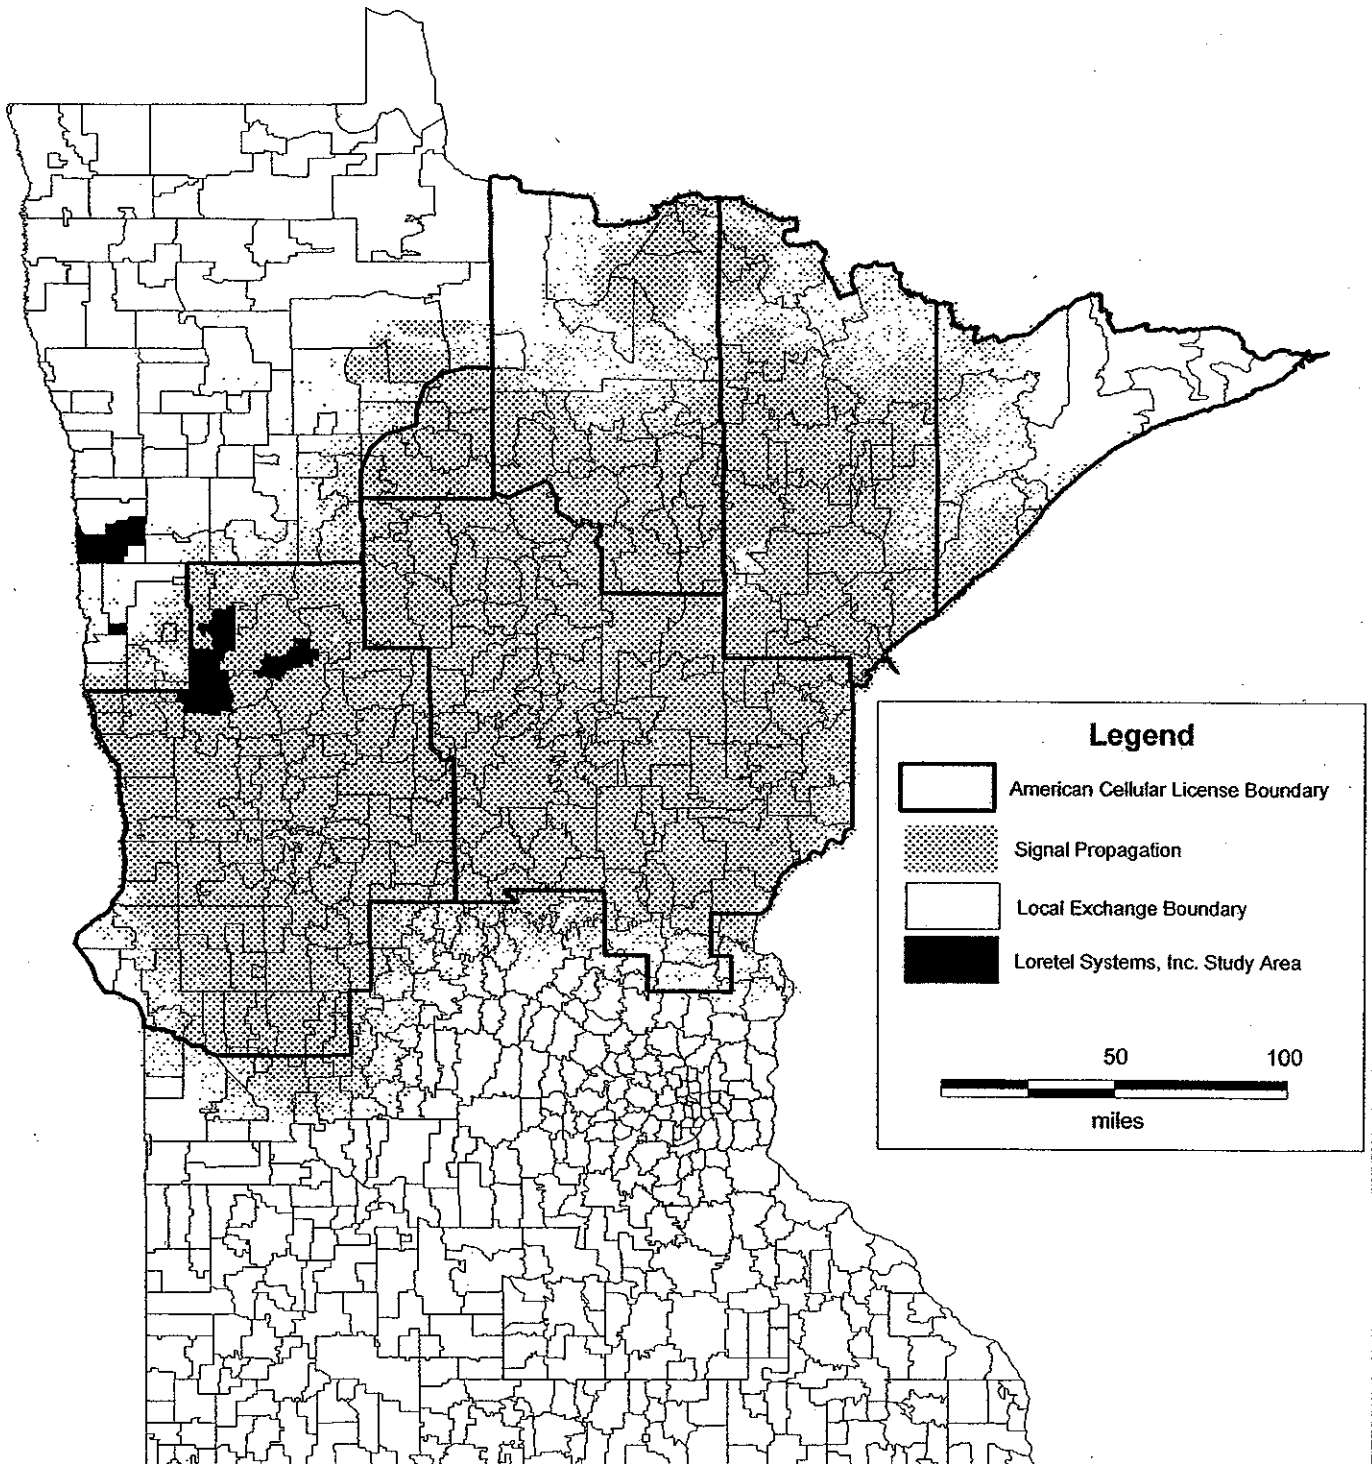 Legend
American Cellular License Boundary
Signal Propagation
Local Exchange Boundary
Loretel Systems, Inc. Study Area
50 100
miles